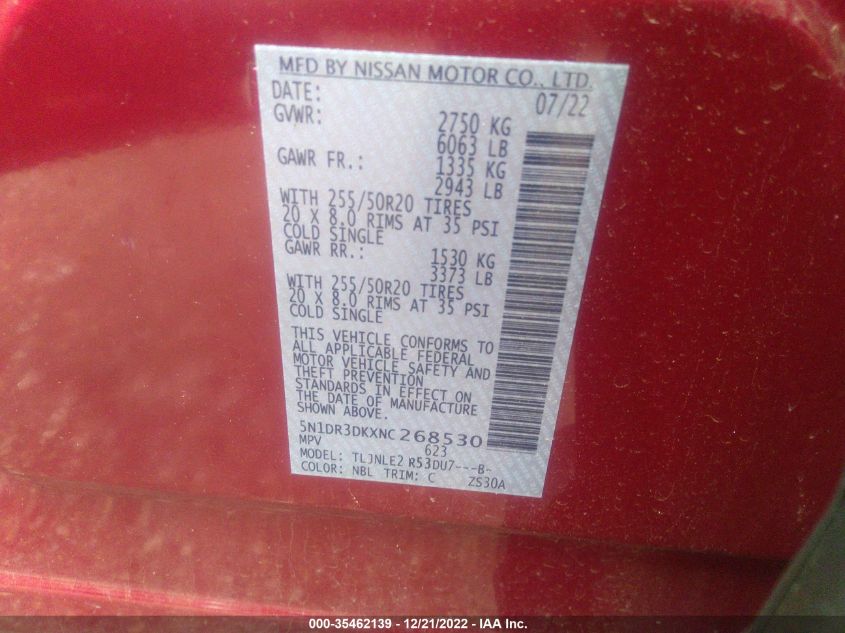 MFD BY NISSAN MOTOR CO., LTD.
DATE: 07/22
GVWR: 2750 KG
6063 LB
GAWR FR.: 1335 KG
2943 LB
WITH 255/50R20 TIRES
20 X 8.0 RIMS AT 35 PSI
COLD SINGLE
GAWR RR.: 1530 KG
3373 LB
WITH 255/50R20 TIRES
20 X 8.0 RIMS AT 35 PSI
COLD SINGLE
THIS VEHICLE CONFORMS TO
ALL APPLICABLE FEDERAL
MOTOR VEHICLE SAFETY AND
THEFT PREVENTION
STANDARDS IN EFFECT ON
THE DATE OF MANUFACTURE
SHOWN ABOVE.
5N1DR3DKXNC268530
MPV 623
MODEL: TLJNLE2 R53DU7---B-
COLOR: NBL TRIM: C ZS30A
000-35462139 - 12/21/2022 - IAA Inc.